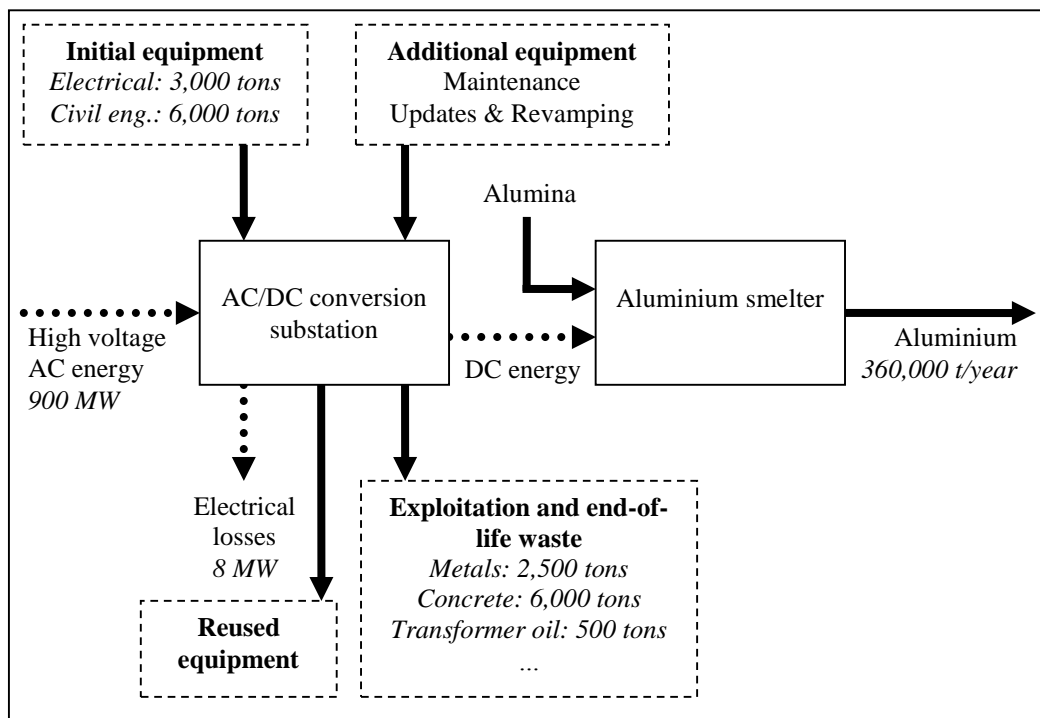 Initial equipment
Electrical: 3,000 tons
Civil eng.: 6,000 tons
Additional equipment
Maintenance
Updates & Revamping
Alumina
AC/DC conversion
substation
Aluminium smelter
High voltage
AC energy
900 MW
DC energy
Aluminium
360,000 t/year
Electrical
losses
8 MW
Reused
equipment
Exploitation and end-of-
life waste
Metals: 2,500 tons
Concrete: 6,000 tons
Transformer oil: 500 tons
...